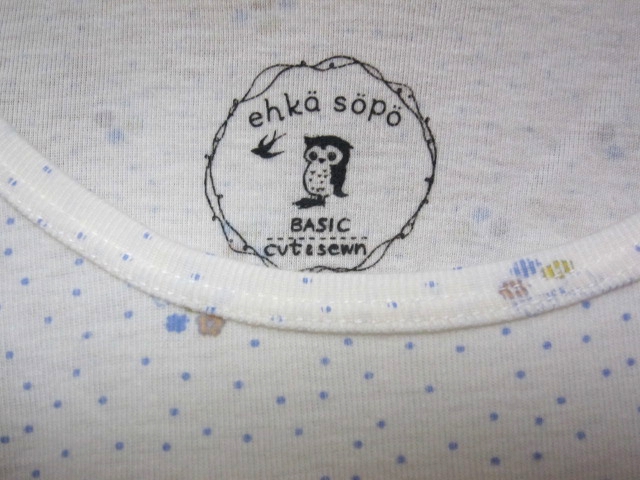 ehkä söpö
BASIC
cut & sewn